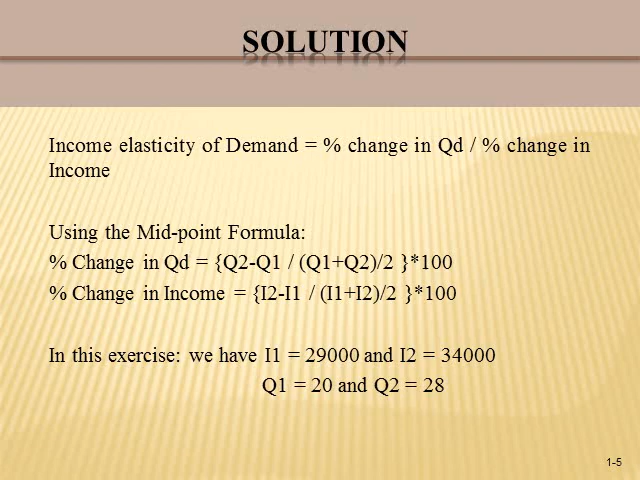 SOLUTION
Income elasticity of Demand = % change in Qd / % change in
Income
Using the Mid-point Formula:
% Change in Qd = {Q2-Q1 / (Q1+Q2)/2 }*100
% Change in Income = {I2-I1 / (I1+I2)/2 }*100
In this exercise: we have I1 = 29000 and I2 = 34000
Q1 = 20 and Q2 = 28
1-5